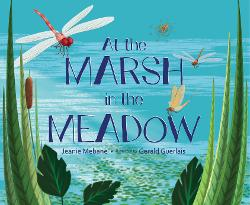 At the
MARSH
in the
MEADOW
Jeanie Mebane • Gerald Guerlais